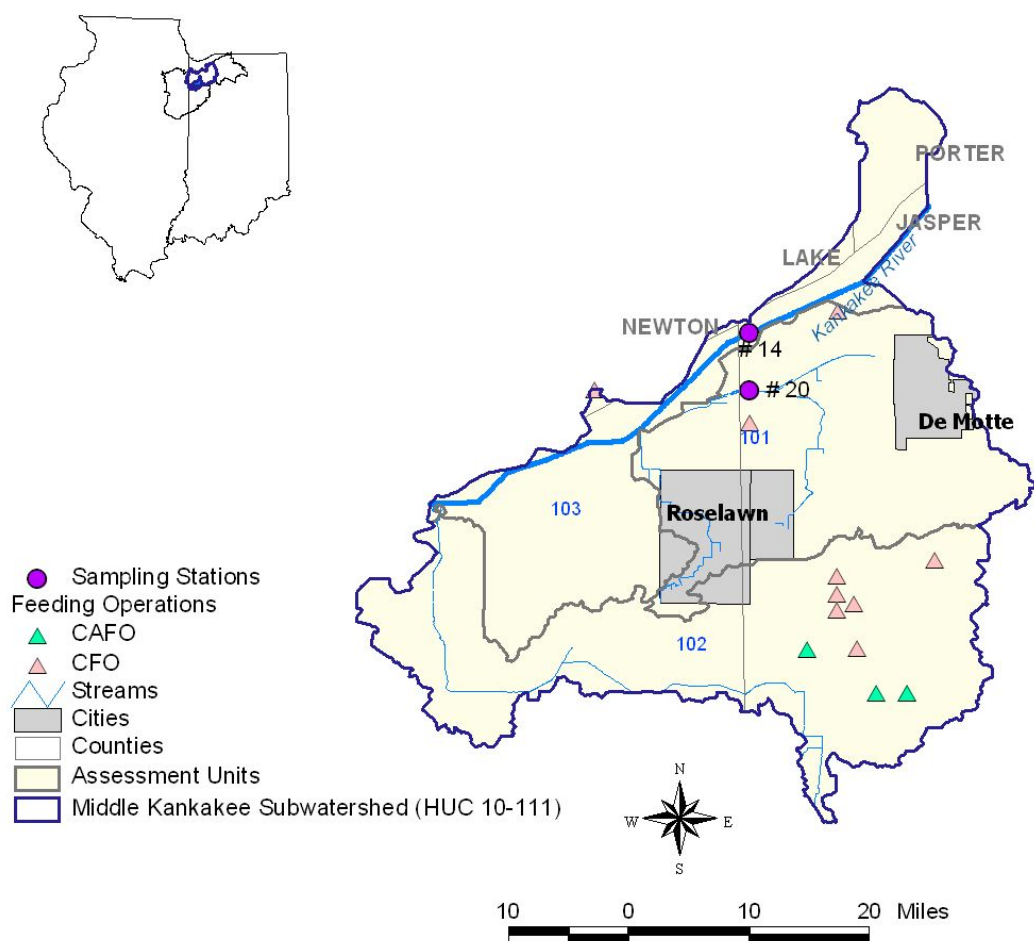 PORTER
JASPER
LAKE
Kankakee River
NEWTON
# 14
# 20
De Motte
101
103
Roselawn
102
Sampling Stations
Feeding Operations
CAFO
CFO
Streams
Cities
Counties
Assessment Units
Middle Kankakee Subwatershed (HUC 10-111)
N
W
E
S
10 0 10 20 Miles